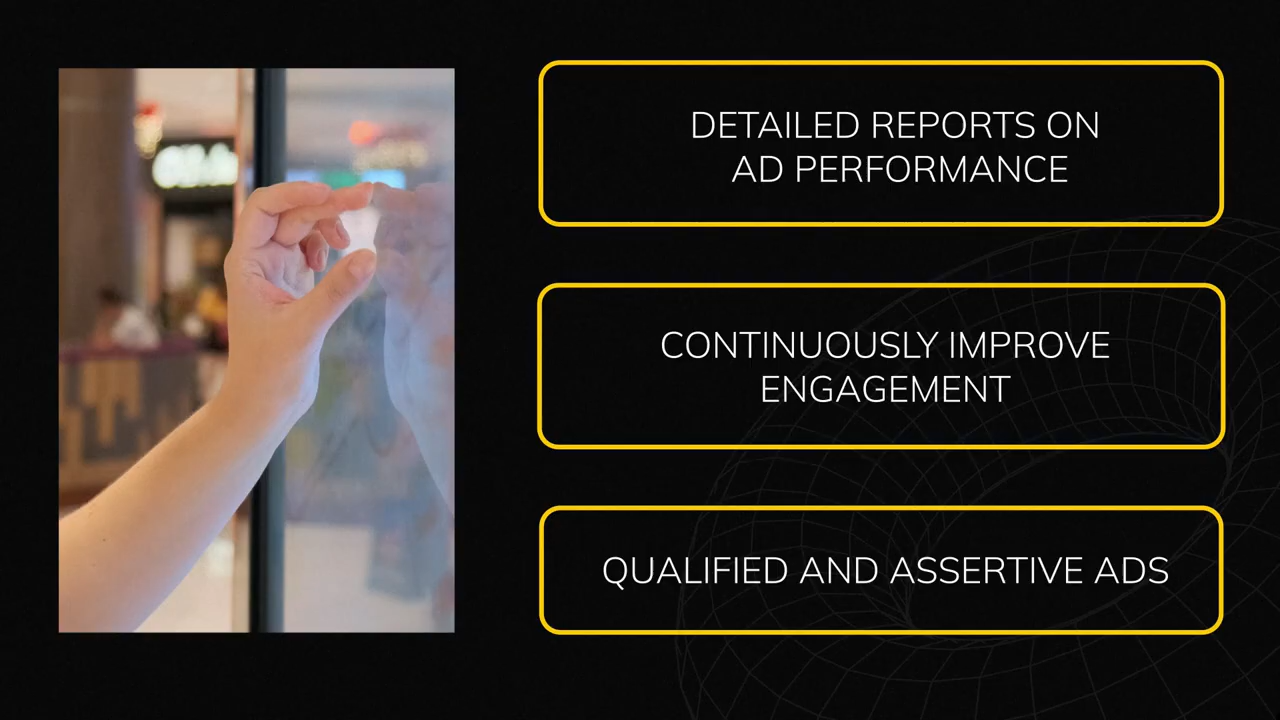 DETAILED REPORTS ON
AD PERFORMANCE
CONTINUOUSLY IMPROVE
ENGAGEMENT
QUALIFIED AND ASSERTIVE ADS